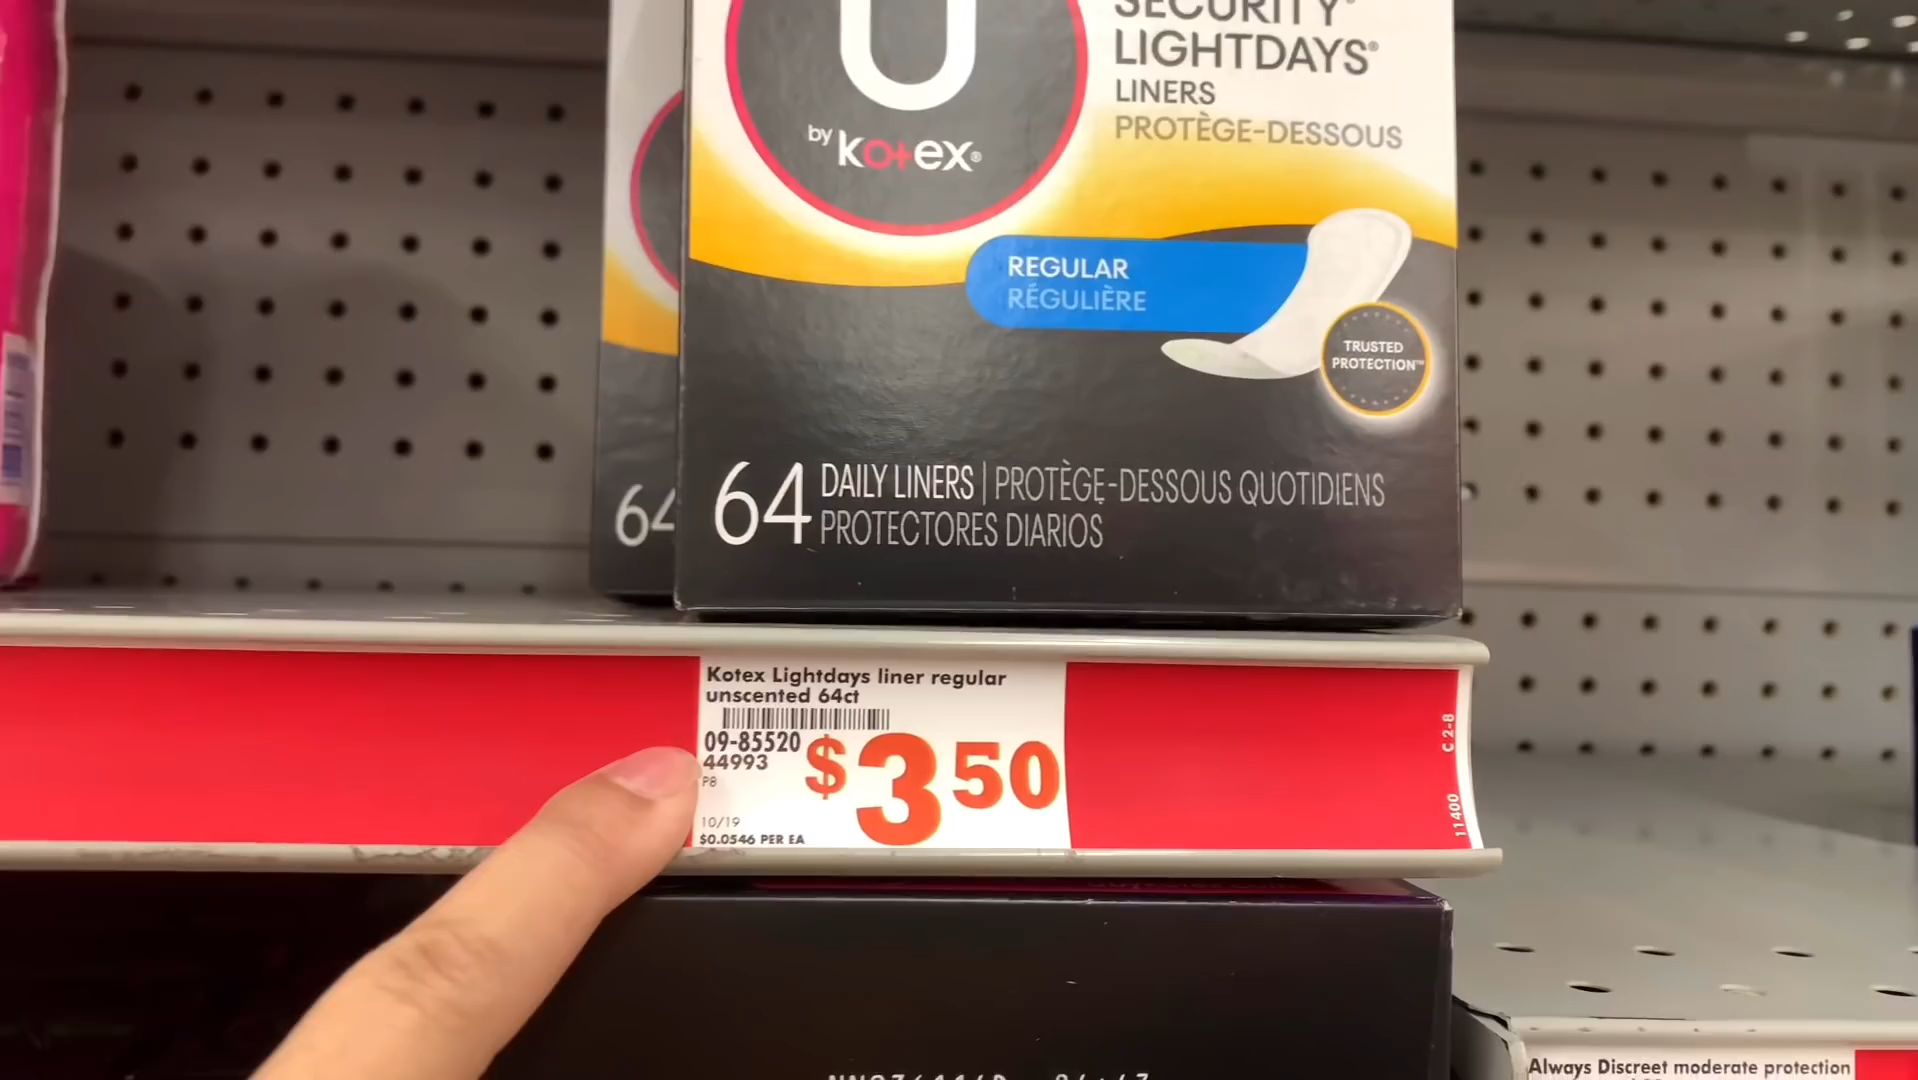 U
by kotex®
SECURITY®
LIGHTDAYS®
LINERS
PROTÈGE-DESSOUS
REGULAR
RÉGULIÈRE
TRUSTED
PROTECTION™
64
64 DAILY LINERS | PROTÈGE-DESSOUS QUOTIDIENS
PROTECTORES DIARIOS
Kotex Lightdays liner regular
unscented 64ct
09-85520
44993
P8
$3 50
10/19
$0.0546 PER EA
C 2-8
11400
Always Discreet moderate protection